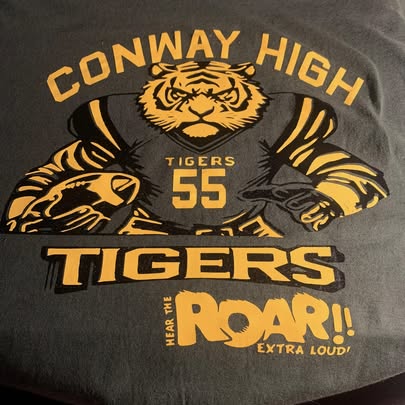 CONWAY HIGH
TIGERS
55
TIGERS
HEAR THE
ROAR!!
EXTRA LOUD!